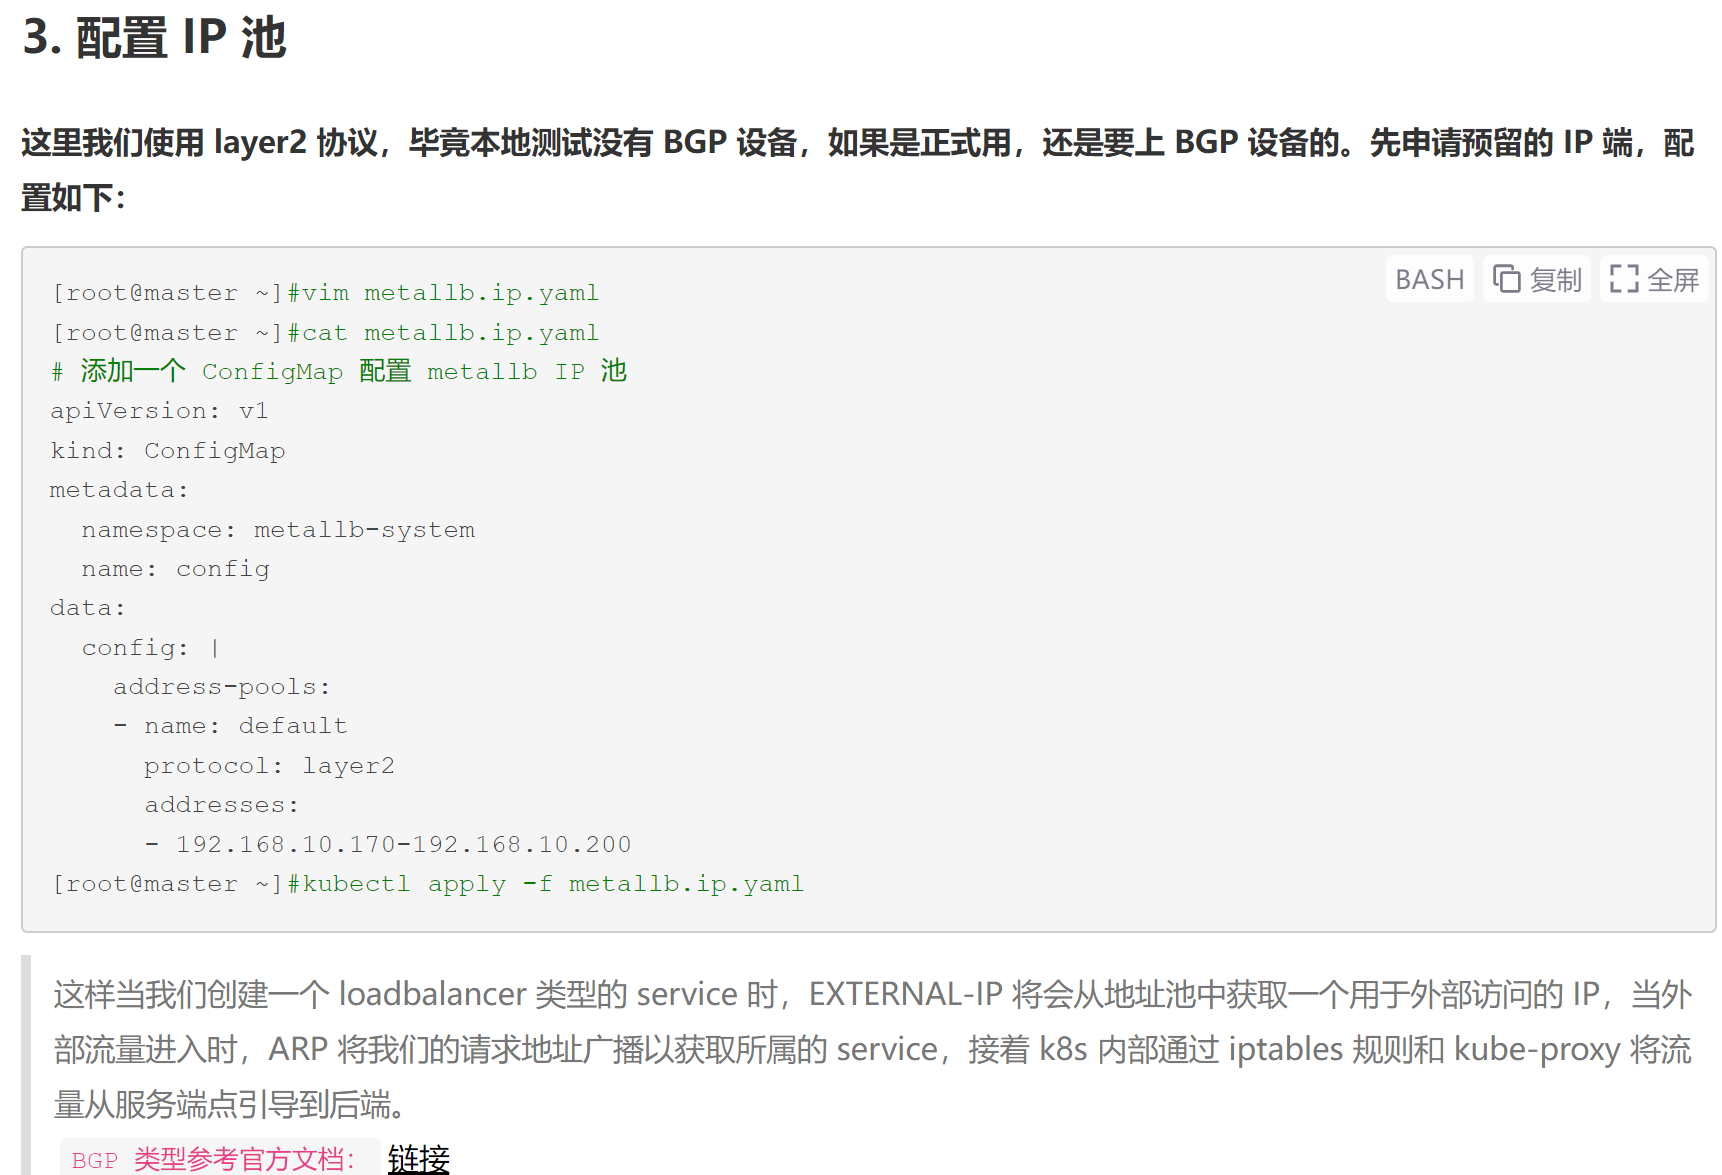 3. 配置 IP 池
这里我们使用 layer2 协议，毕竟本地测试没有 BGP 设备，如果是正式用，还是要上 BGP 设备的。先申请预留的 IP 端，配
置如下：
BASH 复制 全屏
[root@master ~]#vim metallb.ip.yaml
[root@master ~]#cat metallb.ip.yaml
# 添加一个 ConfigMap 配置 metallb IP 池
apiVersion: v1
kind: ConfigMap
metadata:
  namespace: metallb-system
  name: config
data:
  config: |
    address-pools:
    - name: default
      protocol: layer2
      addresses:
      - 192.168.10.170-192.168.10.200
[root@master ~]#kubectl apply -f metallb.ip.yaml
这样当我们创建一个 loadbalancer 类型的 service 时，EXTERNAL-IP 将会从地址池中获取一个用于外部访问的 IP，当外
部流量进入时，ARP 将我们的请求地址广播以获取所属的 service，接着 k8s 内部通过 iptables 规则和 kube-proxy 将流
量从服务端点引导到后端。
BGP 类型参考官方文档： 链接